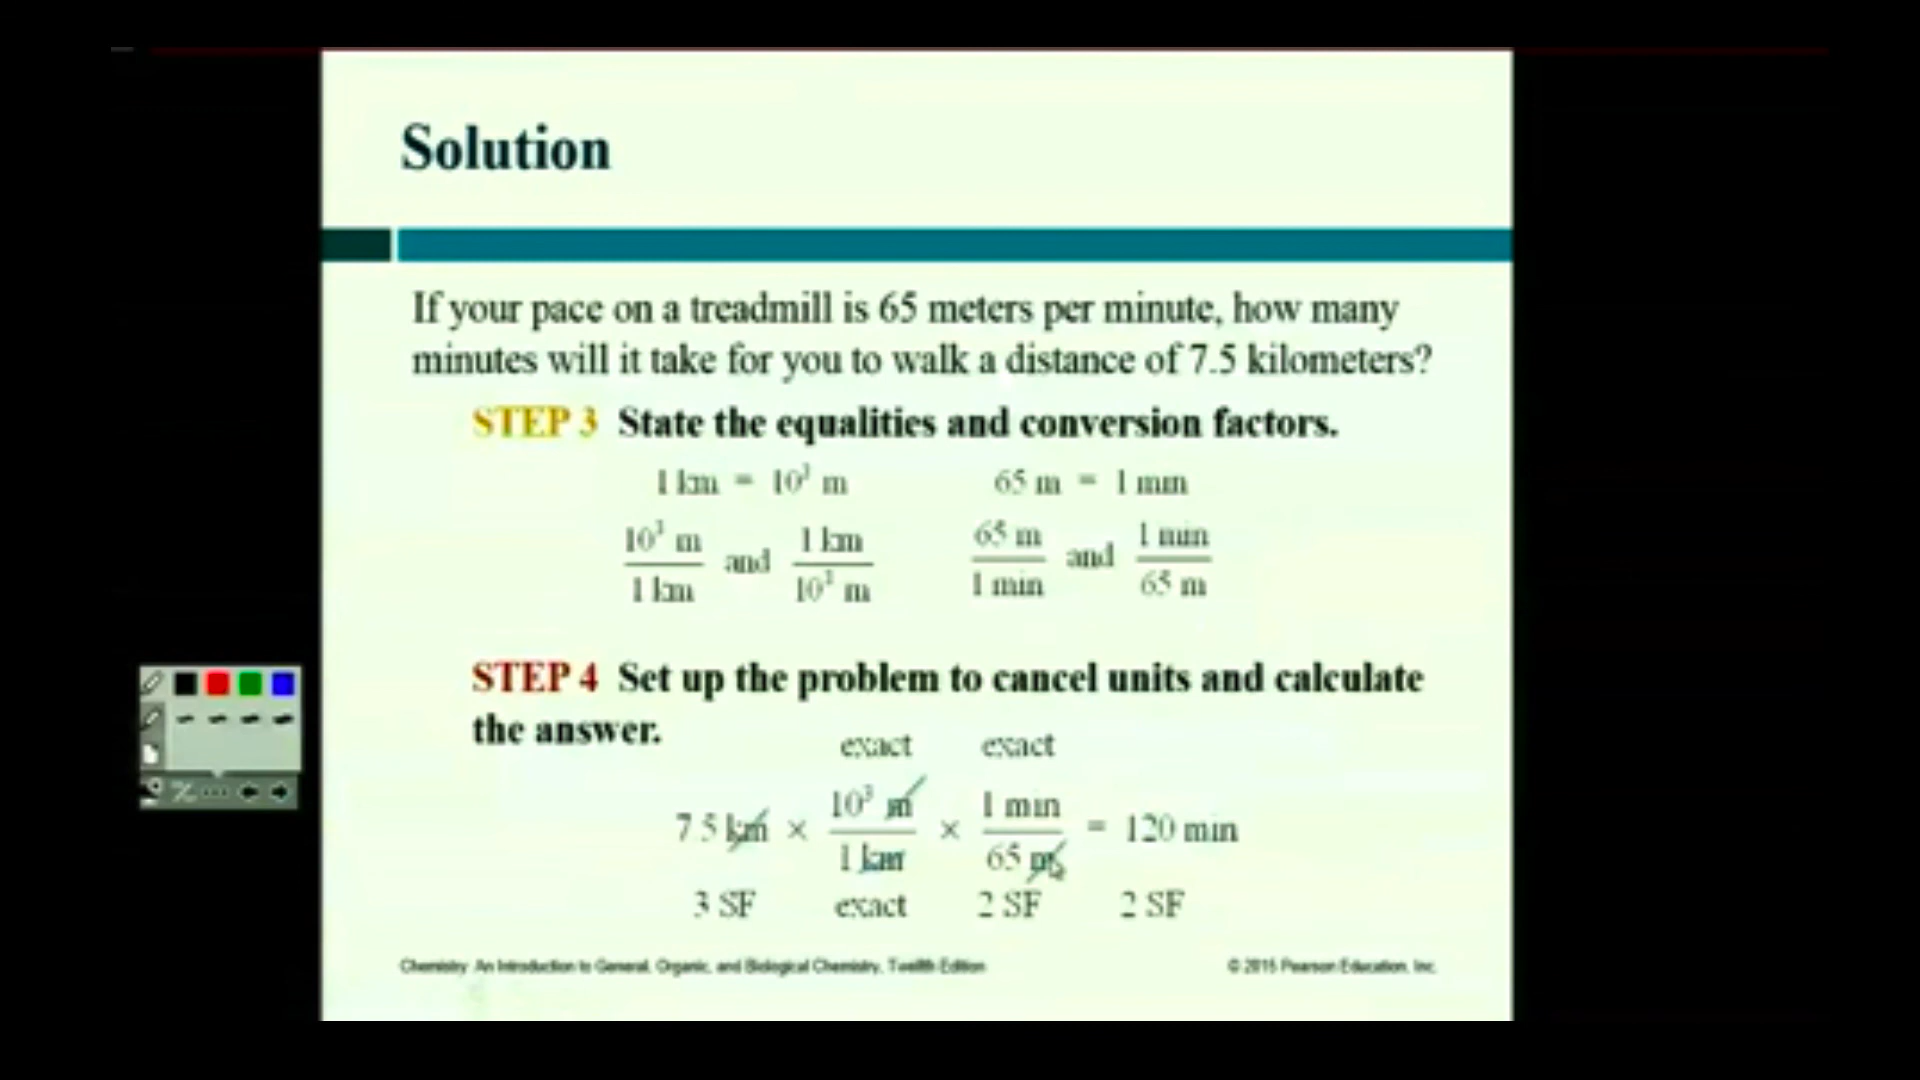 Solution
If your pace on a treadmill is 65 meters per minute, how many
minutes will it take for you to walk a distance of 7.5 kilometers?
STEP 3 State the equalities and conversion factors.
1 km = 10³ m 65 m = 1 min
10³ m / 1 km and 1 km / 10³ m 65 m / 1 min and 1 min / 65 m
STEP 4 Set up the problem to cancel units and calculate
the answer.
exact exact
7.5 km × 10³ m / 1 km × 1 min / 65 m = 120 min
3 SF exact 2 SF 2 SF
Chemistry: An Introduction to General, Organic, and Biological Chemistry, Twelfth Edition
© 2015 Pearson Education, Inc.